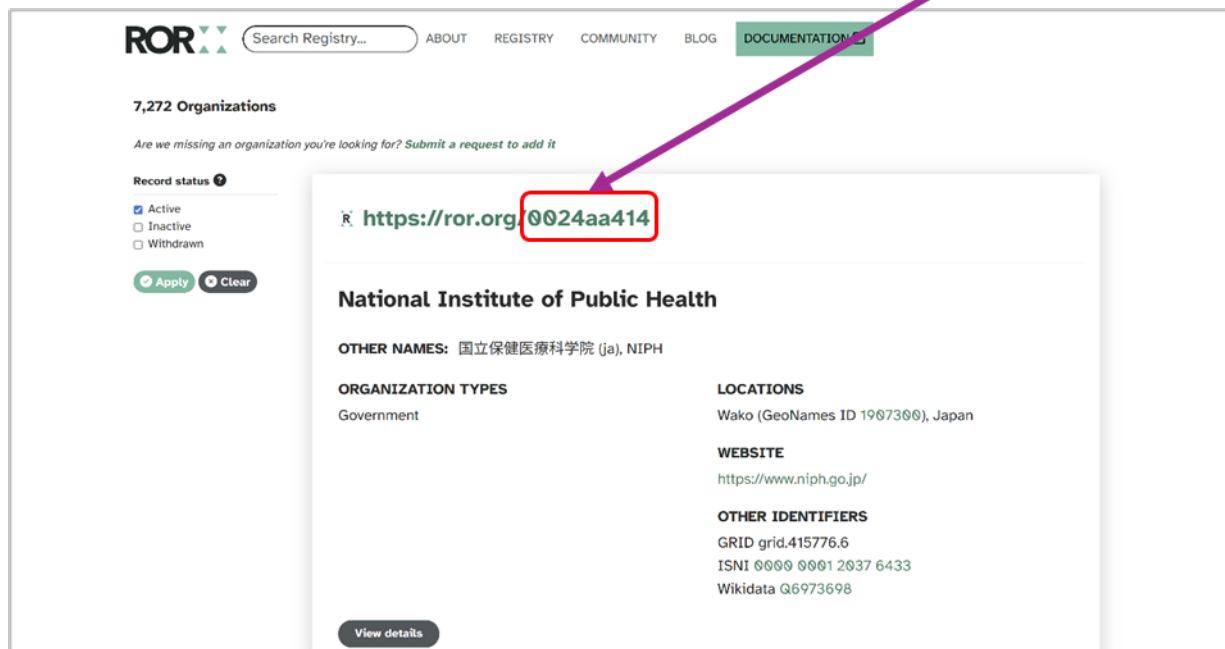 ROR
Search Registry... ABOUT REGISTRY COMMUNITY BLOG DOCUMENTATION
7,272 Organizations
Are we missing an organization you're looking for? Submit a request to add it
Record status
Active
Inactive
Withdrawn
Apply Clear
R https://ror.org/0024aa414
National Institute of Public Health
OTHER NAMES: 国立保健医療科学院 (ja), NIPH
ORGANIZATION TYPES
Government
LOCATIONS
Wako (GeoNames ID 1907300), Japan
WEBSITE
https://www.niph.go.jp/
OTHER IDENTIFIERS
GRID grid.415776.6
ISNI 0000 0001 2037 6433
Wikidata Q6973698
View details